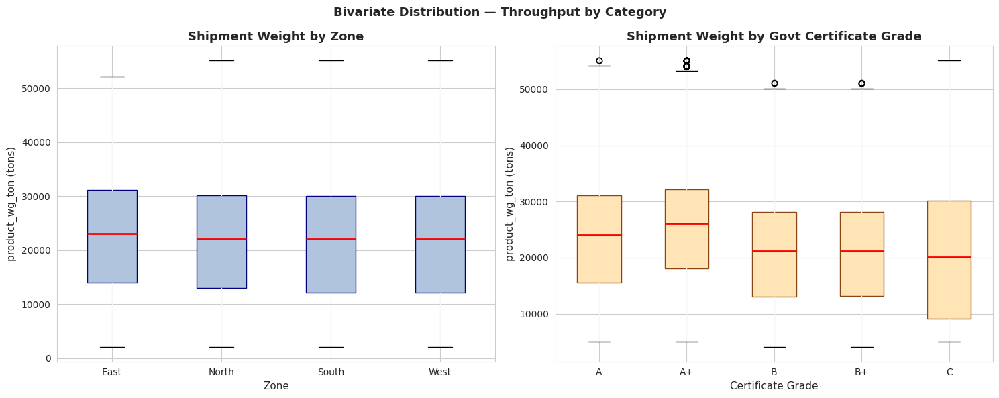 Bivariate Distribution — Throughput by Category
Shipment Weight by Zone
product_wg_ton (tons)
50000
40000
30000
20000
10000
0
East
North
South
West
Zone
Shipment Weight by Govt Certificate Grade
product_wg_ton (tons)
50000
40000
30000
20000
10000
A
A+
B
B+
C
Certificate Grade